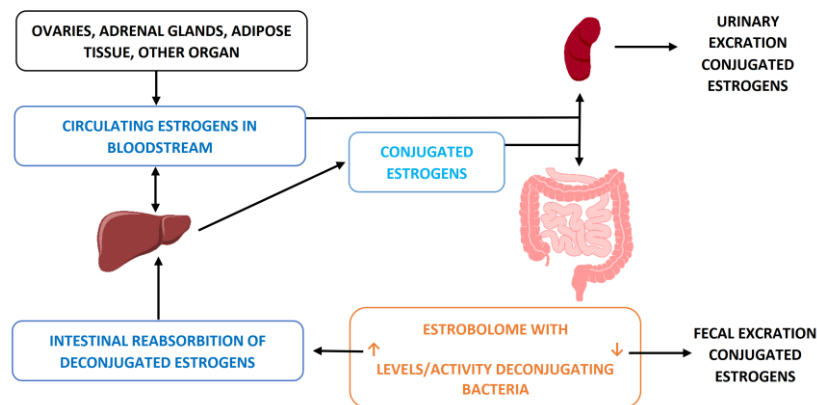 OVARIES, ADRENAL GLANDS, ADIPOSE
TISSUE, OTHER ORGAN
URINARY
EXCRATION
CONJUGATED
ESTROGENS
CIRCULATING ESTROGENS IN
BLOODSTREAM
CONJUGATED
ESTROGENS
INTESTINAL REABSORBITION OF
DECONJUGATED ESTROGENS
ESTROBOLOME WITH
↑ ↓
LEVELS/ACTIVITY DECONJUGATING
BACTERIA
FECAL EXCRATION
CONJUGATED
ESTROGENS